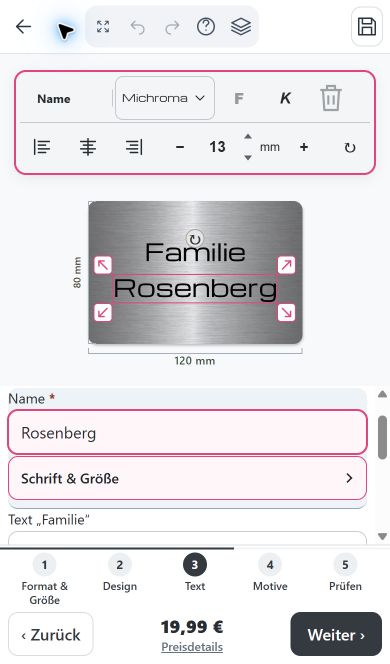 Name
Michroma
F
K
13
mm
Familie
Rosenberg
80 mm
120 mm
Name *
Rosenberg
Schrift & Größe
Text „Familie“
1
Format & Größe
2
Design
3
Text
4
Motive
5
Prüfen
‹ Zurück
19,99 €
Preisdetails
Weiter ›